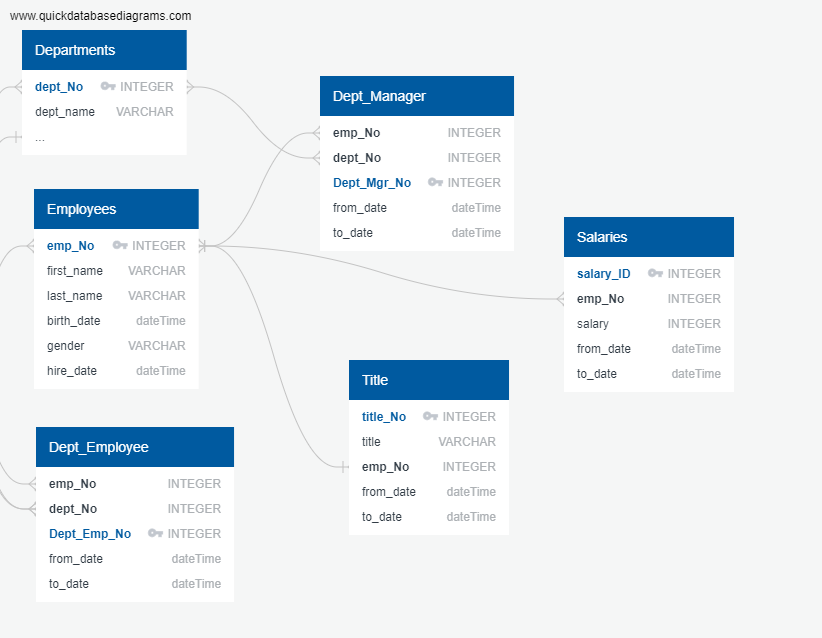 www.quickdatabasediagrams.com
Departments
dept_No INTEGER
dept_name VARCHAR
...
Dept_Manager
emp_No INTEGER
dept_No INTEGER
Dept_Mgr_No INTEGER
from_date dateTime
to_date dateTime
Employees
emp_No INTEGER
first_name VARCHAR
last_name VARCHAR
birth_date dateTime
gender VARCHAR
hire_date dateTime
Salaries
salary_ID INTEGER
emp_No INTEGER
salary INTEGER
from_date dateTime
to_date dateTime
Title
title_No INTEGER
title VARCHAR
emp_No INTEGER
from_date dateTime
to_date dateTime
Dept_Employee
emp_No INTEGER
dept_No INTEGER
Dept_Emp_No INTEGER
from_date dateTime
to_date dateTime